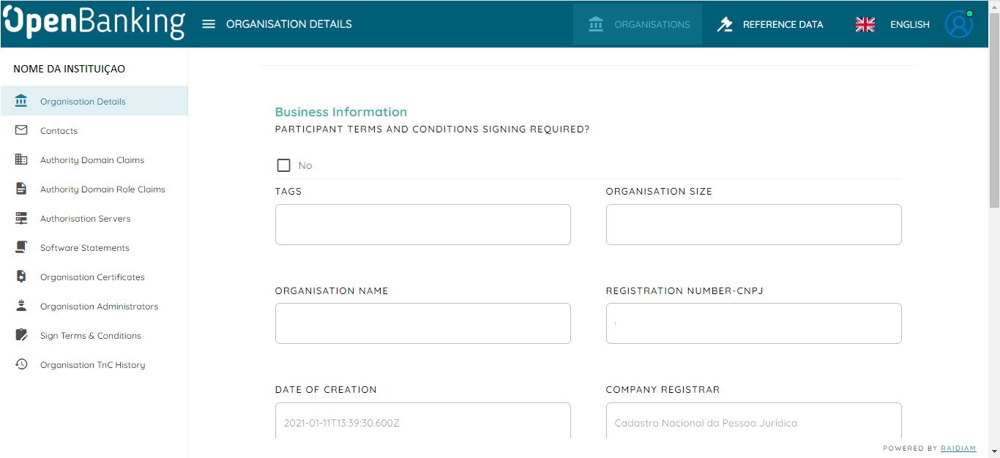 OpenBanking
ORGANISATION DETAILS
ORGANISATIONS
REFERENCE DATA
ENGLISH
NOME DA INSTITUIÇAO
Organisation Details
Contacts
Authority Domain Claims
Authority Domain Role Claims
Authorisation Servers
Software Statements
Organisation Certificates
Organisation Administrators
Sign Terms & Conditions
Organisation TnC History
Business Information
PARTICIPANT TERMS AND CONDITIONS SIGNING REQUIRED?
No
TAGS
ORGANISATION SIZE
ORGANISATION NAME
REGISTRATION NUMBER-CNPJ
DATE OF CREATION
COMPANY REGISTRAR
2021-01-11T13:39:30.600Z
Cadastro Nacional da Pessoa Jurídica
POWERED BY RAIDIAM